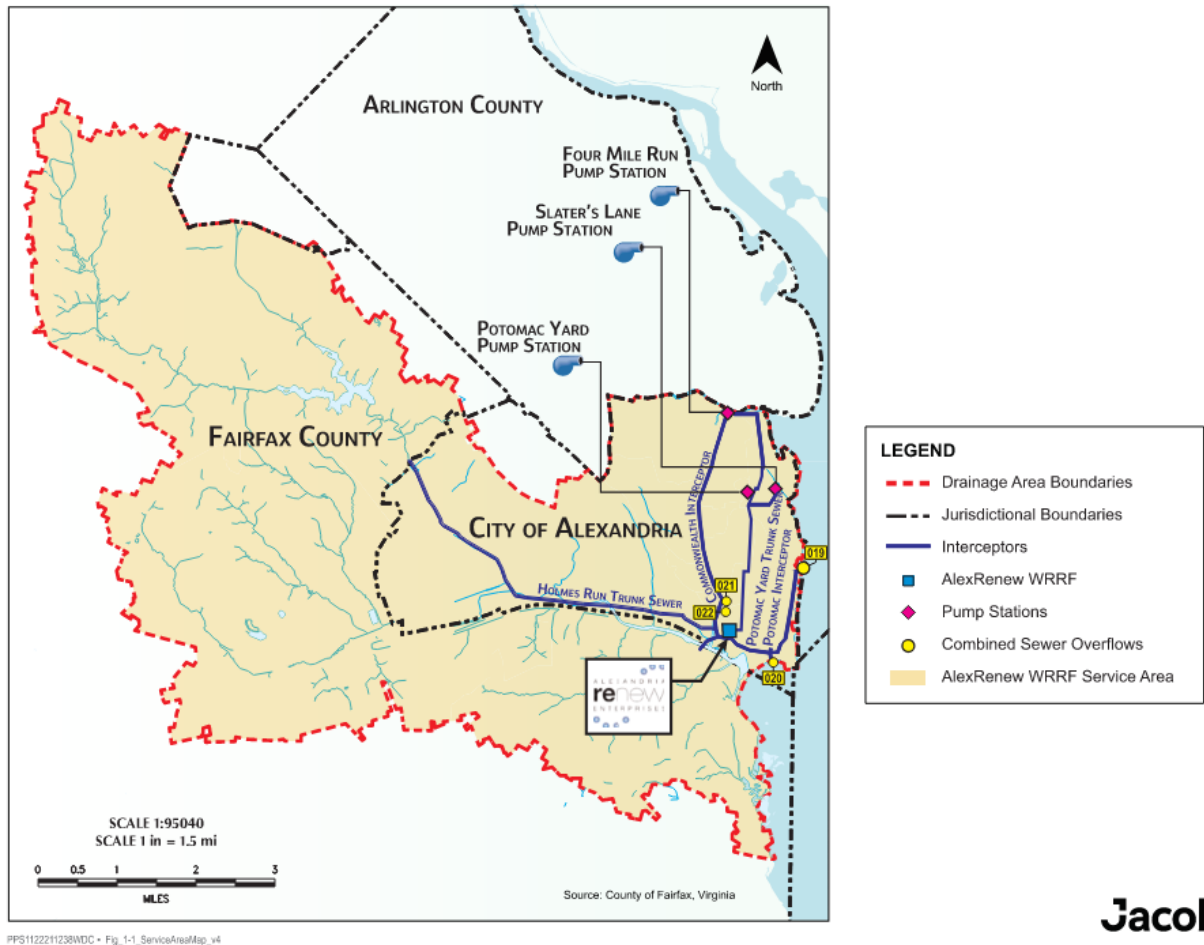 North
ARLINGTON COUNTY
FOUR MILE RUN
PUMP STATION
SLATER'S LANE
PUMP STATION
POTOMAC YARD
PUMP STATION
FAIRFAX COUNTY
CITY OF ALEXANDRIA
COMMONWEALTH INTERCEPTOR
POTOMAC YARD TRUNK SEWER
POTOMAC INTERCEPTOR
HOLMES RUN TRUNK SEWER
019
021
022
020
ALEXANDRIA
renew
ENTERPRISES
LEGEND
Drainage Area Boundaries
Jurisdictional Boundaries
Interceptors
AlexRenew WRRF
Pump Stations
Combined Sewer Overflows
AlexRenew WRRF Service Area
SCALE 1:95040
SCALE 1 in = 1.5 mi
0 0.5 1 2 3
MILES
Source: County of Fairfax, Virginia
PPS1122211238WDC • Fig_1-1_ServiceAreaMap_v4
Jacol